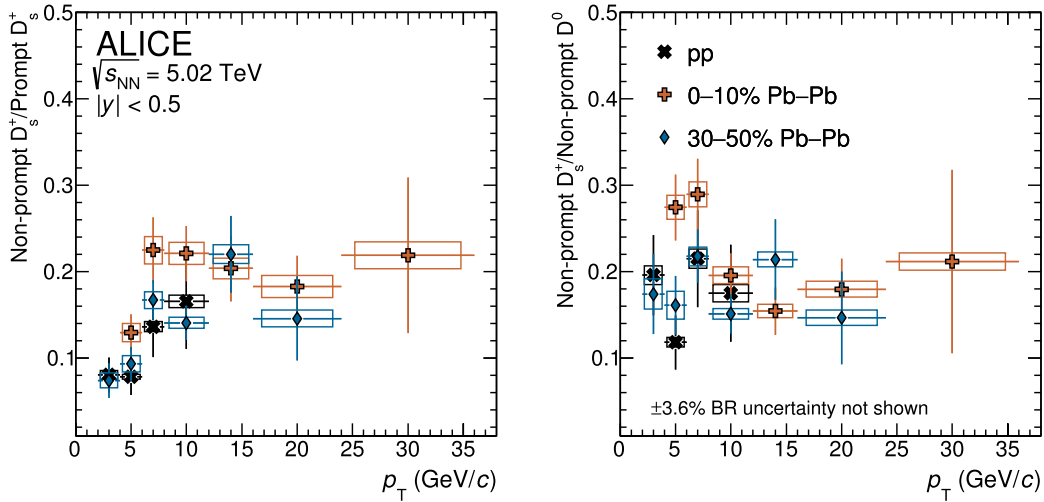 Non-prompt D⁺ₛ/Prompt D⁺ₛ
0.5
0.4
0.3
0.2
0.1
ALICE
√sNN = 5.02 TeV
|y| < 0.5
0 5 10 15 20 25 30 35
pT (GeV/c)
Non-prompt D⁺ₛ/Non-prompt D⁰
0.5
0.4
0.3
0.2
0.1
pp
0–10% Pb–Pb
30–50% Pb–Pb
±3.6% BR uncertainty not shown
0 5 10 15 20 25 30 35
pT (GeV/c)